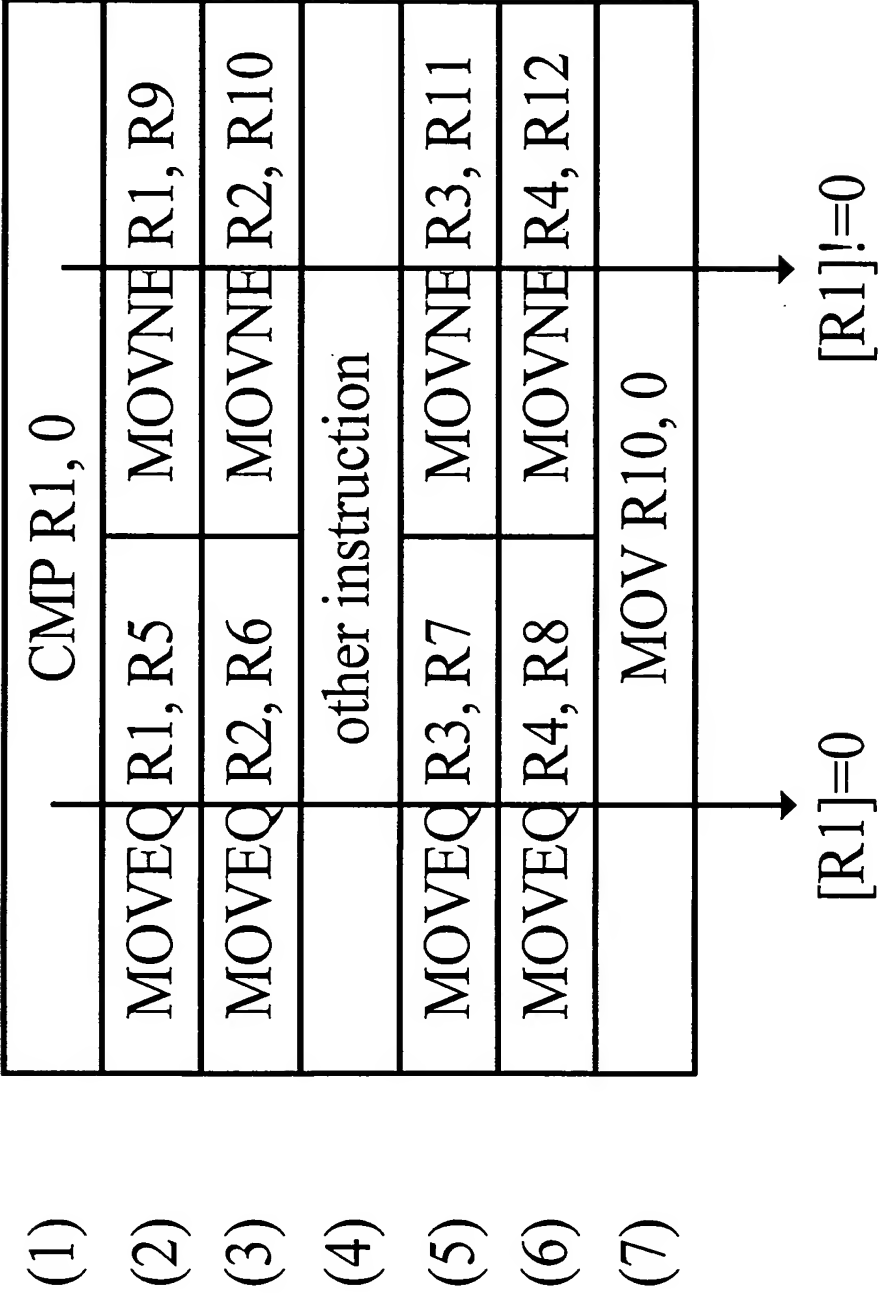 (1) CMP R1, 0
(2) MOVEQ R1, R5 MOVNE R1, R9
(3) MOVEQ R2, R6 MOVNE R2, R10
(4) other instruction
(5) MOVEQ R3, R7 MOVNE R3, R11
(6) MOVEQ R4, R8 MOVNE R4, R12
(7) MOV R10, 0
[R1]=0 [R1]!=0